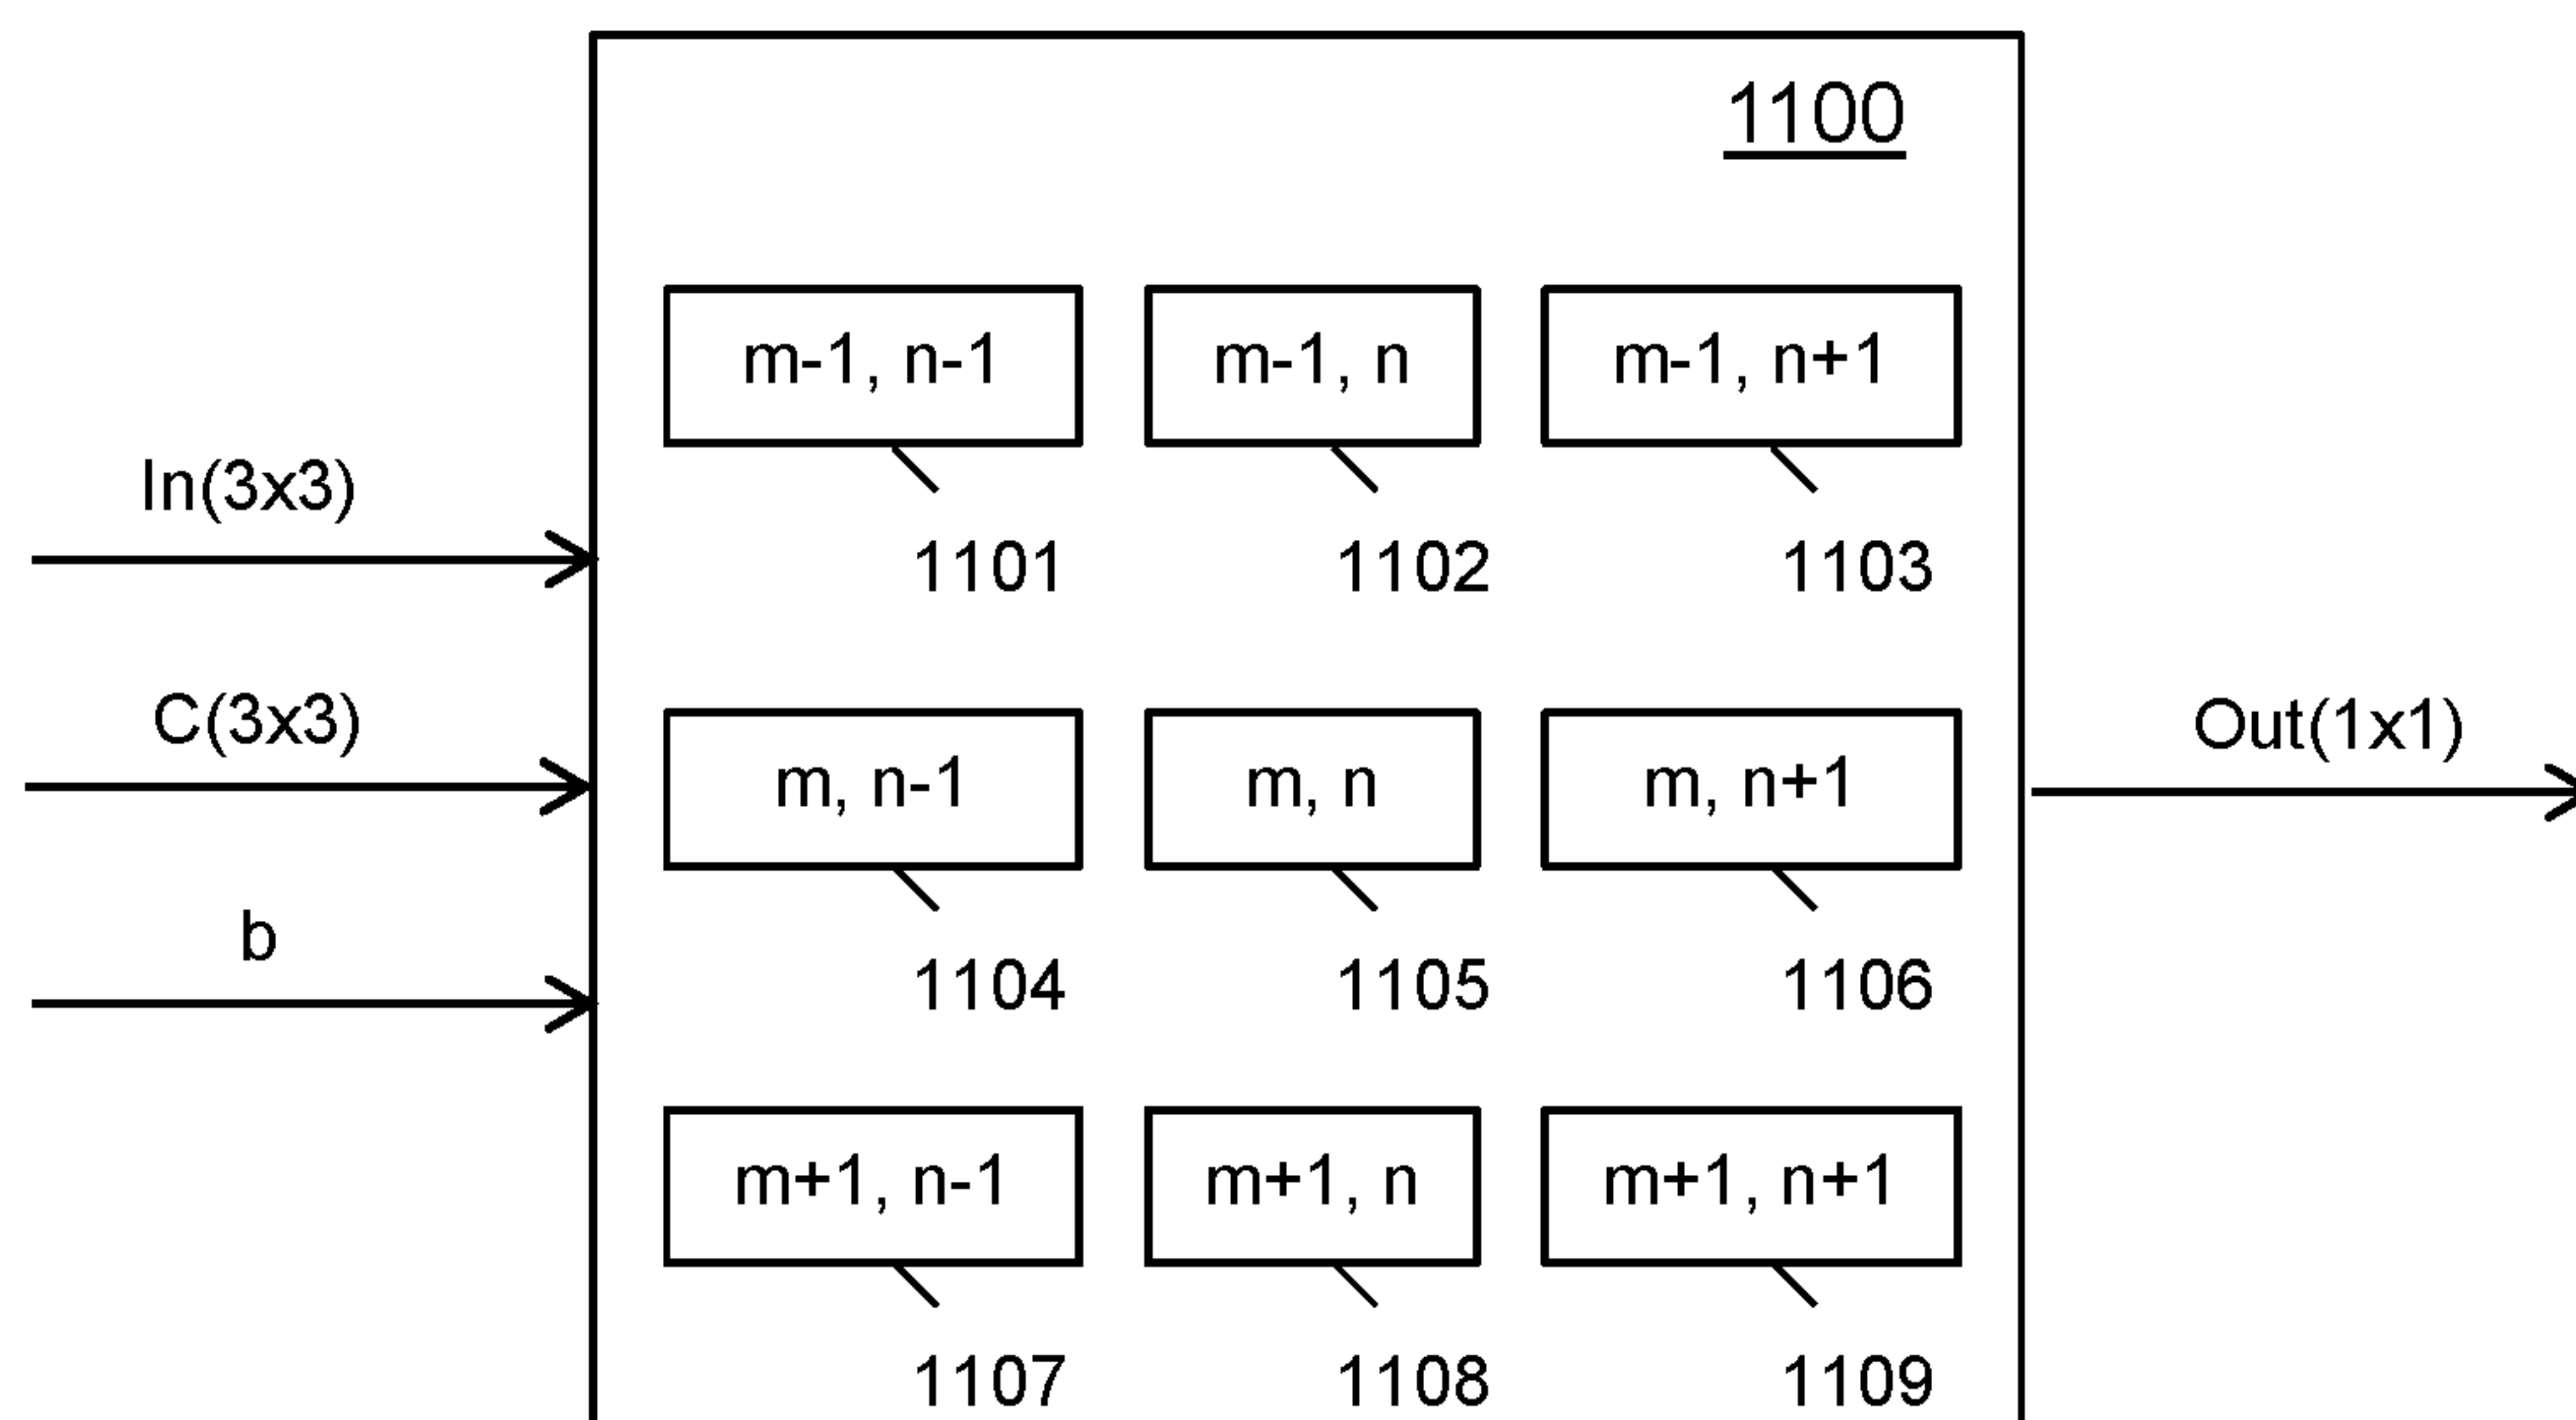 1100
m-1, n-1
m-1, n
m-1, n+1
In(3x3)
1101
1102
1103
C(3x3)
m, n-1
m, n
m, n+1
Out(1x1)
b
1104
1105
1106
m+1, n-1
m+1, n
m+1, n+1
1107
1108
1109